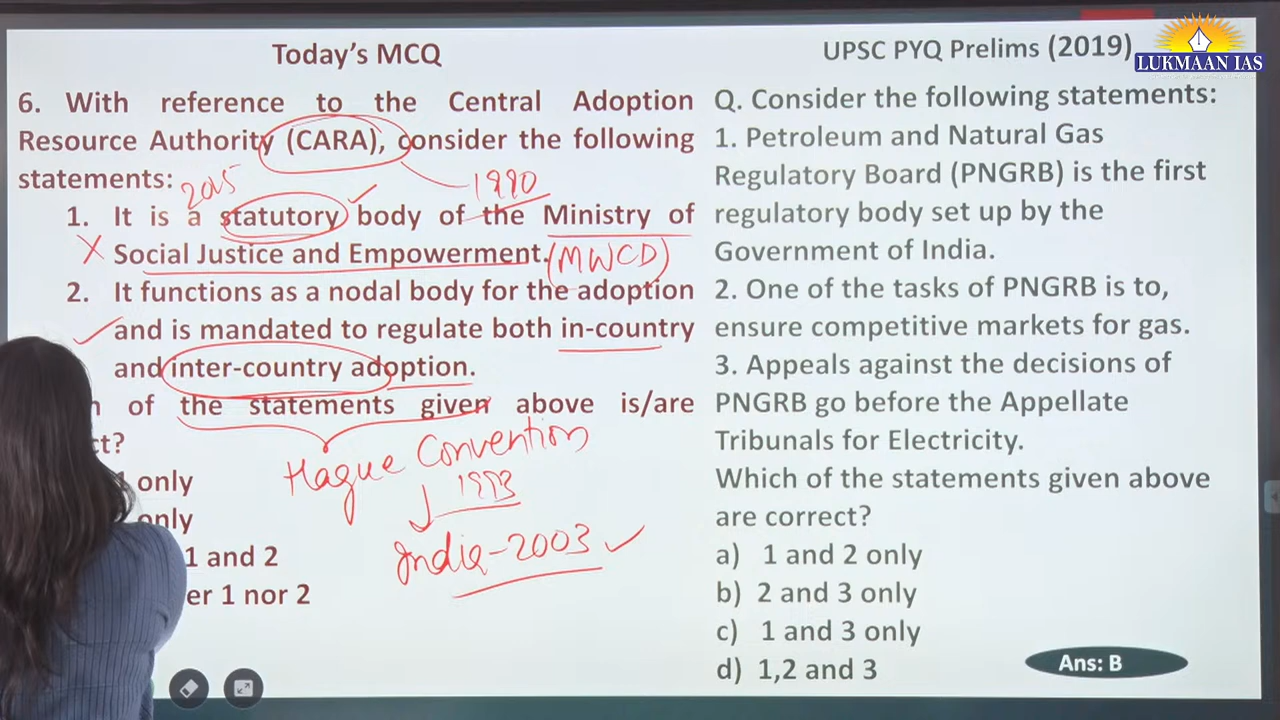 Today's MCQ
6. With reference to the Central Adoption
Resource Authority (CARA), consider the following
statements:
2015
1990
1. It is a statutory body of the Ministry of
Social Justice and Empowerment.
(MWCD)
2. It functions as a nodal body for the adoption
and is mandated to regulate both in-country
and inter-country adoption.
of the statements given above is/are
ct?
only
only
1 and 2
er 1 nor 2
Hague Convention
1993
India-2003
UPSC PYQ Prelims (2019)
LUKMAAN IAS
Q. Consider the following statements:
1. Petroleum and Natural Gas
Regulatory Board (PNGRB) is the first
regulatory body set up by the
Government of India.
2. One of the tasks of PNGRB is to,
ensure competitive markets for gas.
3. Appeals against the decisions of
PNGRB go before the Appellate
Tribunals for Electricity.
Which of the statements given above
are correct?
a) 1 and 2 only
b) 2 and 3 only
c) 1 and 3 only
d) 1,2 and 3
Ans: B